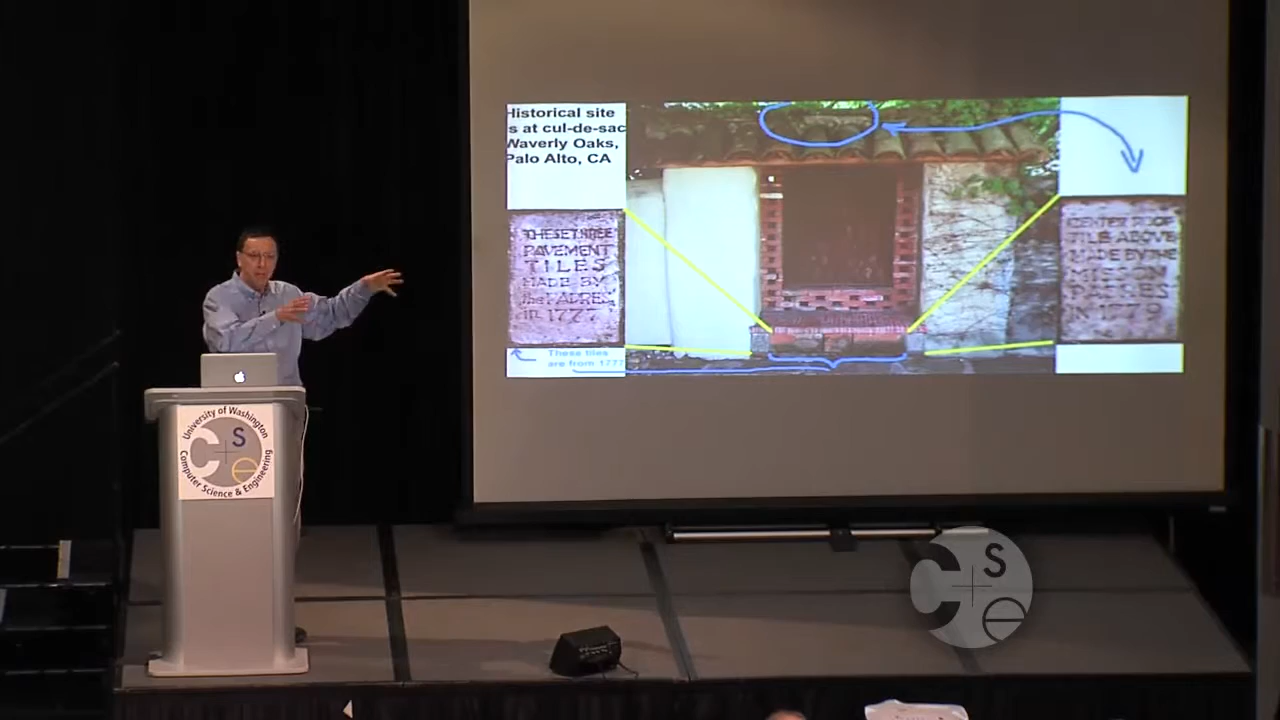 Historical site
s at cul-de-sac
Waverly Oaks,
Palo Alto, CA
THESE THREE
PAVEMENT
TILES
MADE BY
the PADRES
in 1777
These tiles
are from 1777
CENTER ROOF
TILE ABOVE
MADE BY THE
MISSION
PADRES
IN 1779
University of Washington
C+se
Computer Science & Engineering
C+se